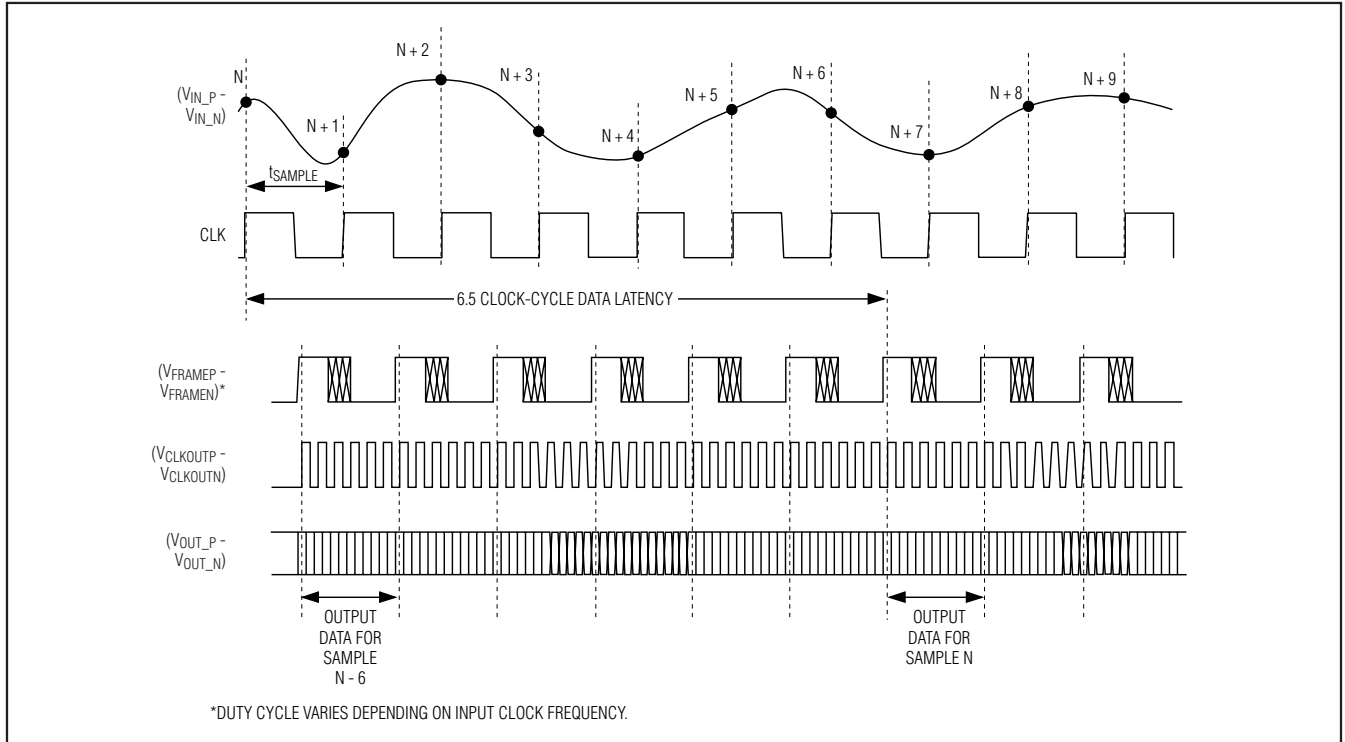 N
N + 1
N + 2
N + 3
N + 4
N + 5
N + 6
N + 7
N + 8
N + 9
(VIN_P -
VIN_N)
tSAMPLE
CLK
6.5 CLOCK-CYCLE DATA LATENCY
(VFRAMEP -
VFRAMEN)*
(VCLKOUTP -
VCLKOUTN)
(VOUT_P -
VOUT_N)
OUTPUT
DATA FOR
SAMPLE
N - 6
OUTPUT
DATA FOR
SAMPLE N
*DUTY CYCLE VARIES DEPENDING ON INPUT CLOCK FREQUENCY.